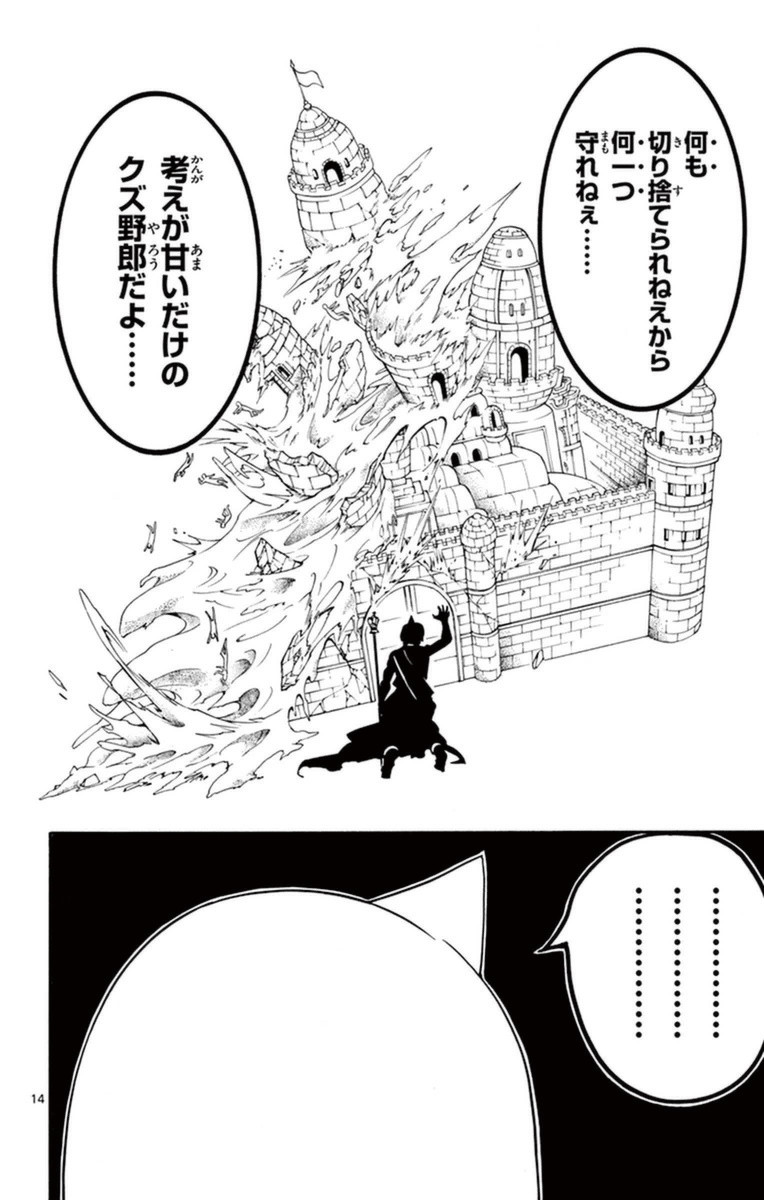 何も
切り捨てられねえから
何一つ
守れねぇ……
考えが甘いだけの
クズ野郎だよ……
………………
………………
………………
14